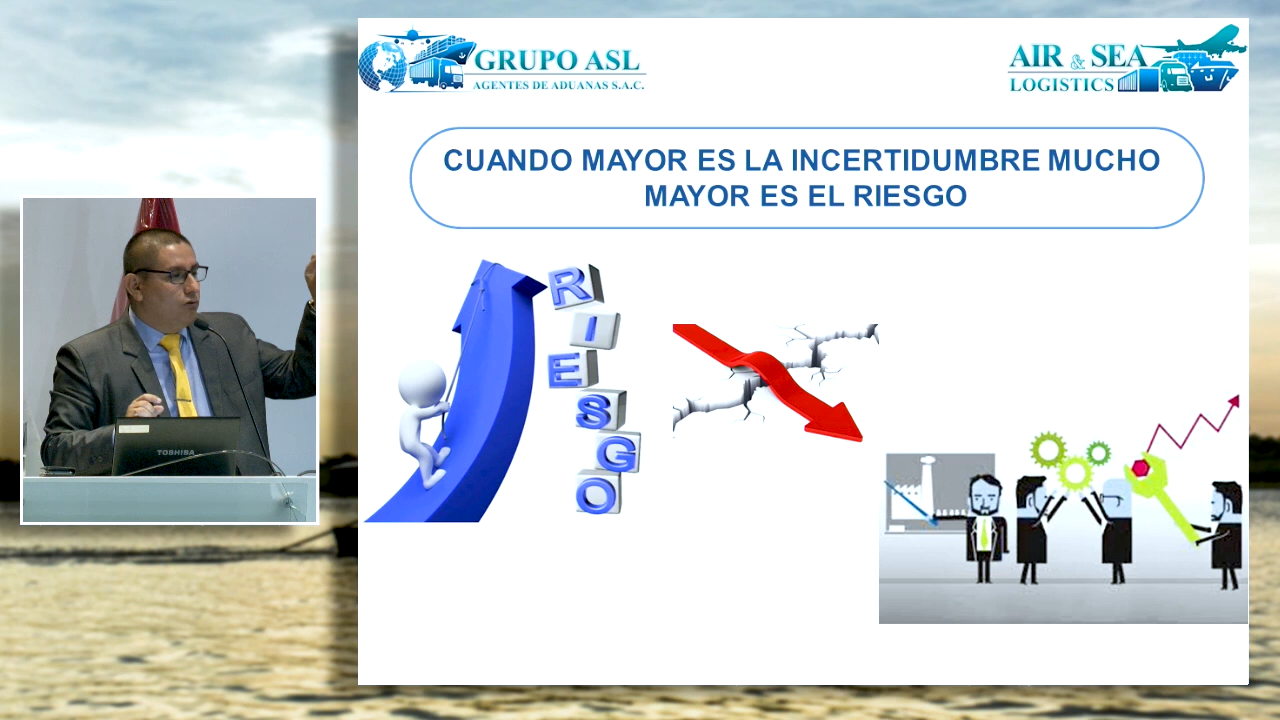 GRUPO ASL
AGENTES DE ADUANAS S.A.C.
AIR & SEA
LOGISTICS
CUANDO MAYOR ES LA INCERTIDUMBRE MUCHO
MAYOR ES EL RIESGO
R
I
E
S
G
O
TOSHIBA